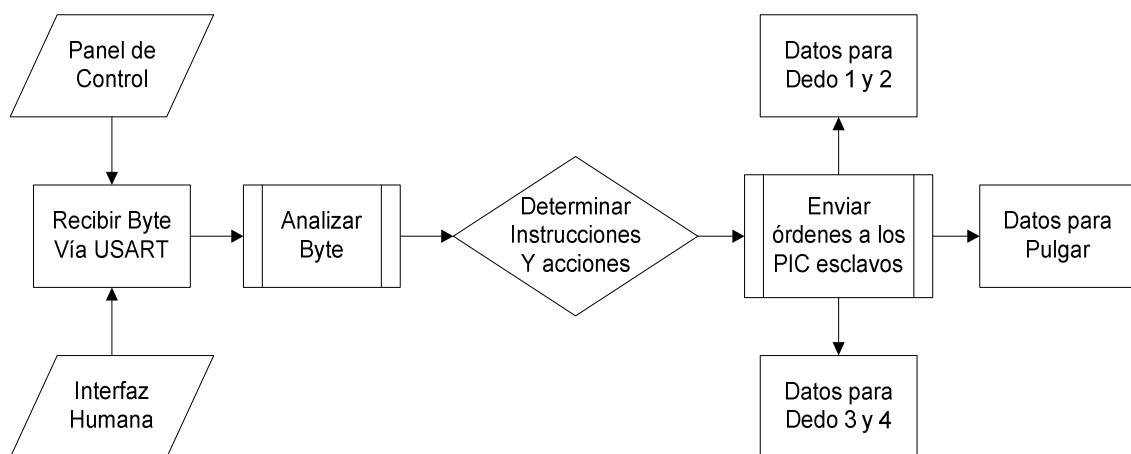 Panel de
Control
Recibir Byte
Vía USART
Interfaz
Humana
Analizar
Byte
Determinar
Instrucciones
Y acciones
Enviar
órdenes a los
PIC esclavos
Datos para
Dedo 1 y 2
Datos para
Pulgar
Datos para
Dedo 3 y 4